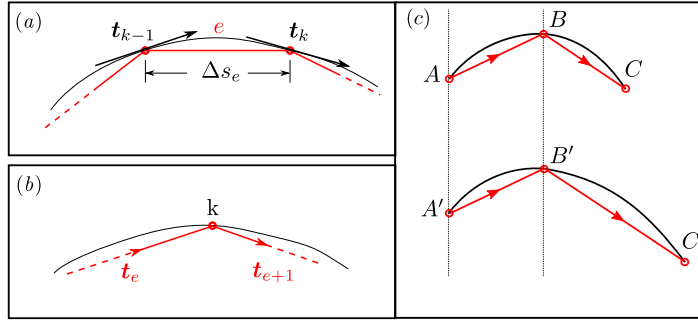 (a)
t_{k−1}
e
t_k
Δs_e
(b)
k
t_e
t_{e+1}
(c)
B
A
C
B′
A′
C